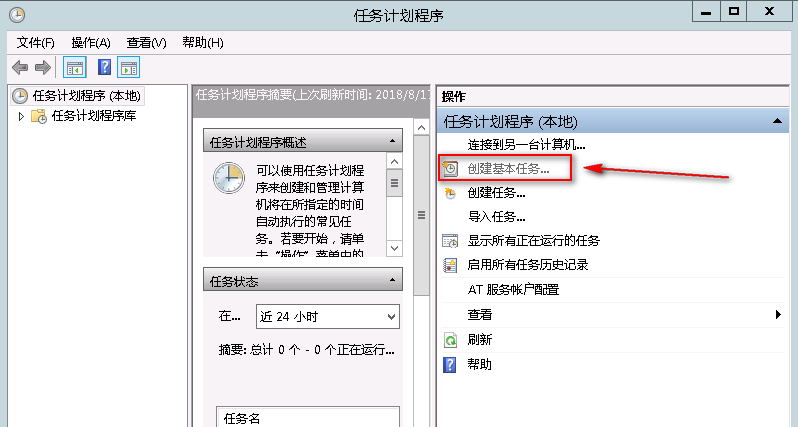 任务计划程序
文件(F) 操作(A) 查看(V) 帮助(H)
任务计划程序 (本地)
任务计划程序库
任务计划程序摘要(上次刷新时间: 2018/8/17
任务计划程序概述
可以使用任务计划程
序来创建和管理计算
机将在所指定的时间
自动执行的常见任
务。若要开始，请单
击“操作”菜单中的
任务状态
在... 近 24 小时
摘要: 总计 0 个 - 0 个正在运行...
任务名
操作
任务计划程序 (本地)
连接到另一台计算机...
创建基本任务...
创建任务...
导入任务...
显示所有正在运行的任务
启用所有任务历史记录
AT 服务帐户配置
查看
刷新
帮助